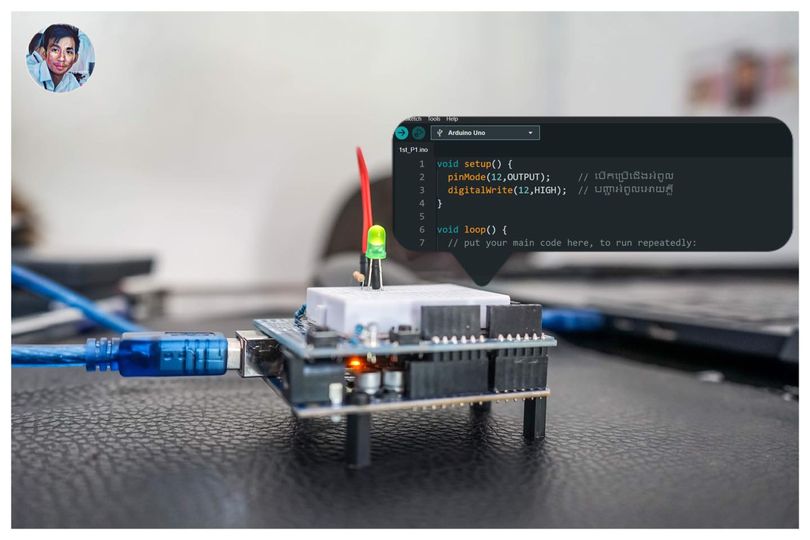 Sketch Tools Help
Arduino Uno
1st_P1.ino
1 void setup() {
2 pinMode(12,OUTPUT); // បើកប្រើជើងអំពូល
3 digitalWrite(12,HIGH); // បញ្ជាអំពូលអោយភ្លឺ
4 }
5
6 void loop() {
7 // put your main code here, to run repeatedly: